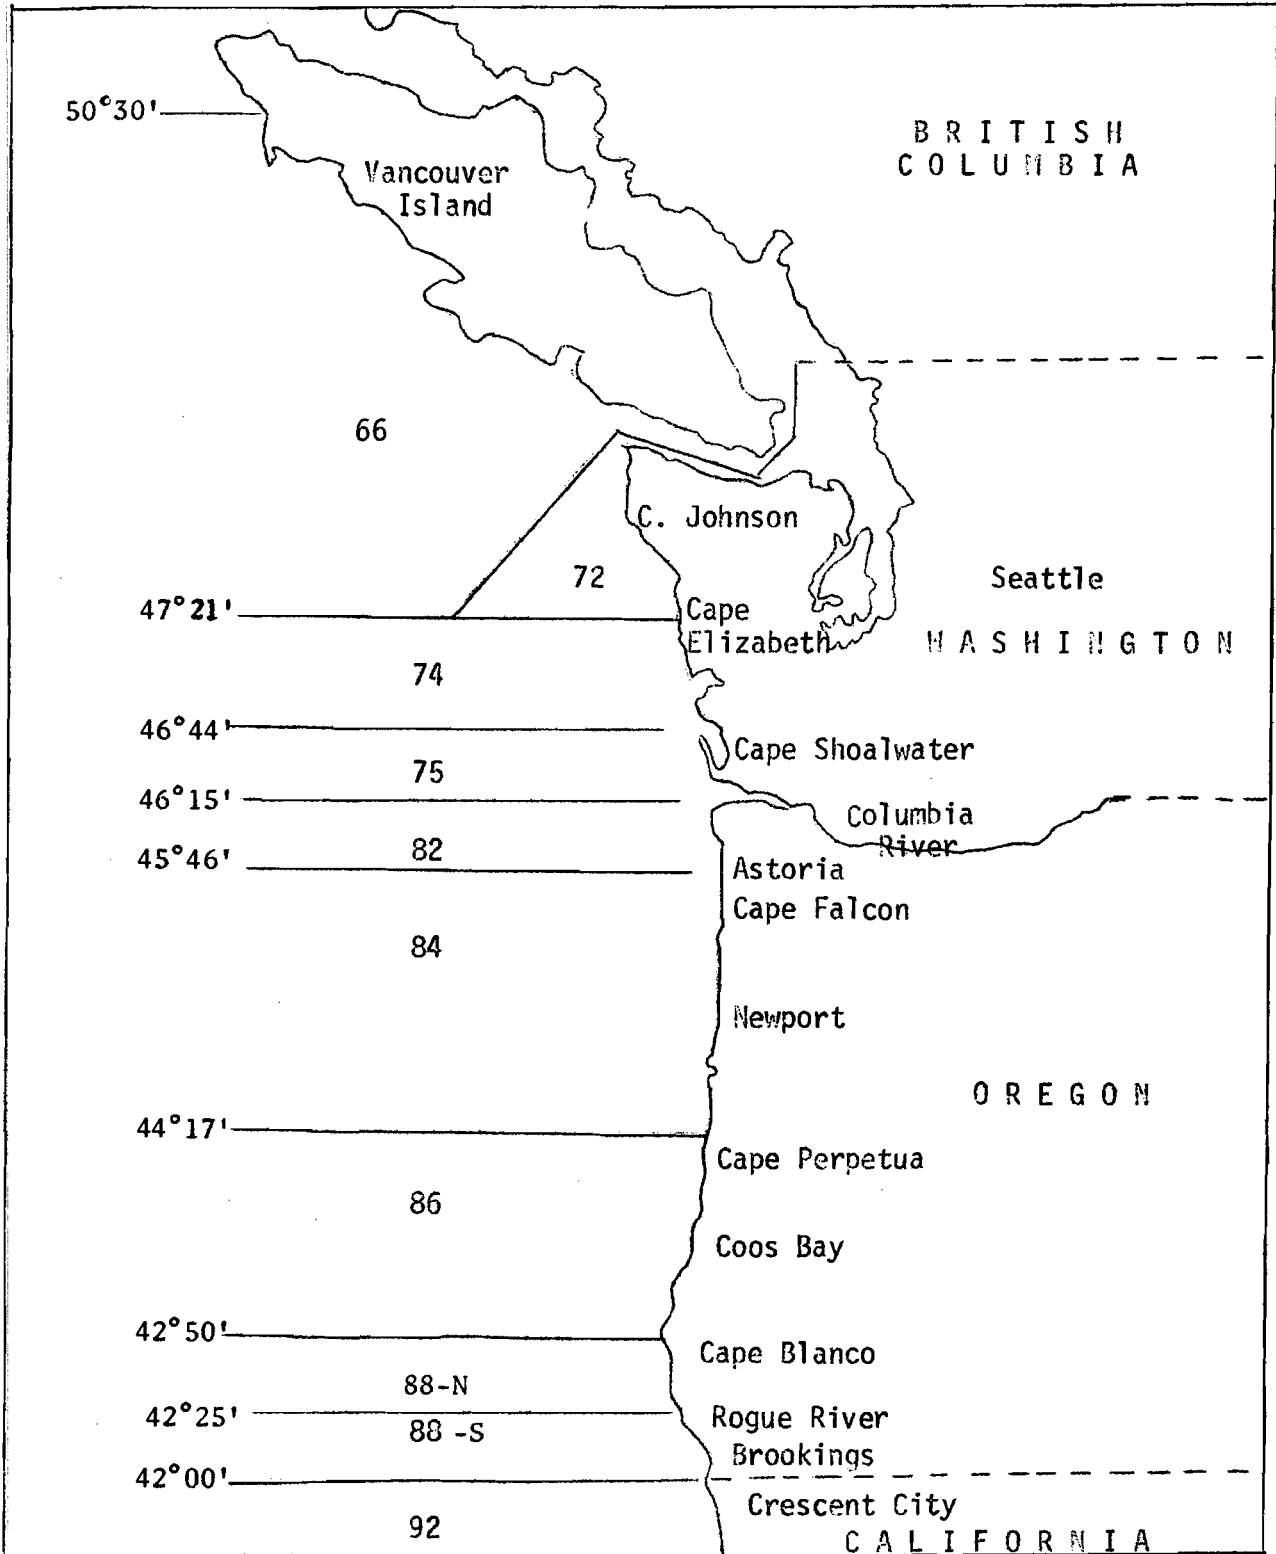 50°30'
BRITISH
COLUMBIA
Vancouver
Island
66
C. Johnson
72
Seattle
47°21'
Cape
Elizabeth
WASHINGTON
74
46°44'
Cape Shoalwater
75
46°15'
Columbia
River
82
45°46'
Astoria
Cape Falcon
84
Newport
OREGON
44°17'
Cape Perpetua
86
Coos Bay
42°50'
Cape Blanco
88-N
42°25'
Rogue River
88-S
Brookings
42°00'
Crescent City
92
CALIFORNIA